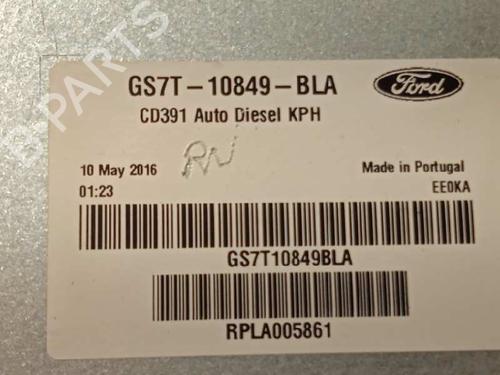 GS7T-10849-BLA
Ford
CD391 Auto Diesel KPH
10 May 2016
Made in Portugal
01:23
EE0KA
GS7T10849BLA
RPLA005861
B-PARTS